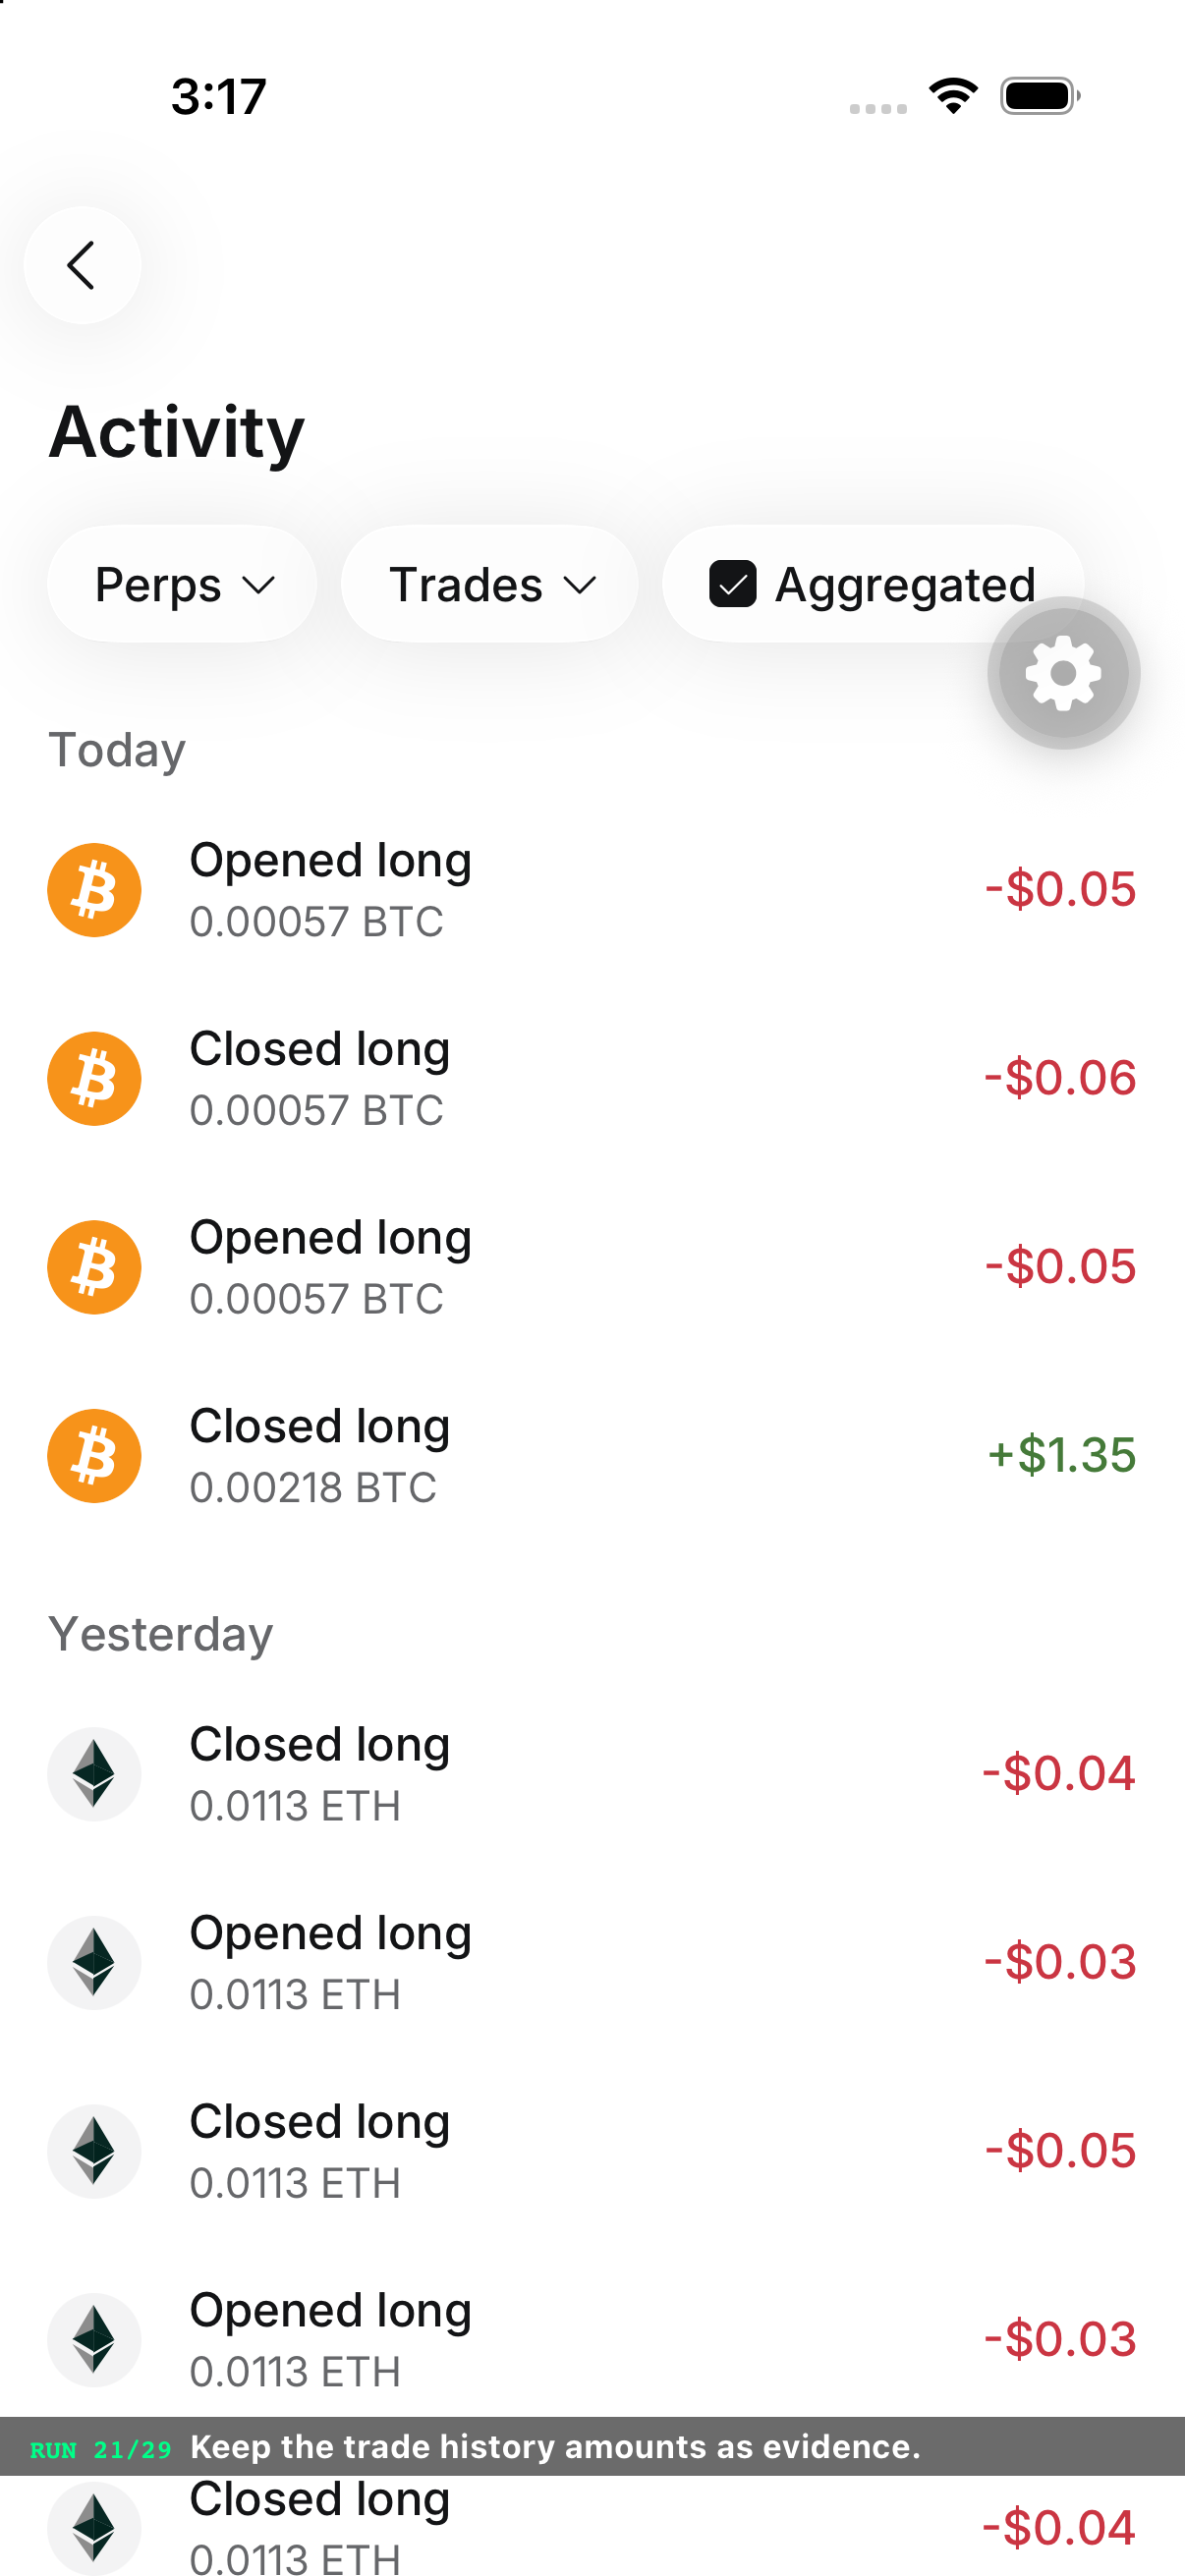 3:17
Activity
Perps
Trades
Aggregated
Today
Opened long
0.00057 BTC
-$0.05
Closed long
0.00057 BTC
-$0.06
Opened long
0.00057 BTC
-$0.05
Closed long
0.00218 BTC
+$1.35
Yesterday
Closed long
0.0113 ETH
-$0.04
Opened long
0.0113 ETH
-$0.03
Closed long
0.0113 ETH
-$0.05
Opened long
0.0113 ETH
-$0.03
RUN 21/29 Keep the trade history amounts as evidence.
Closed long
0.0113 ETH
-$0.04